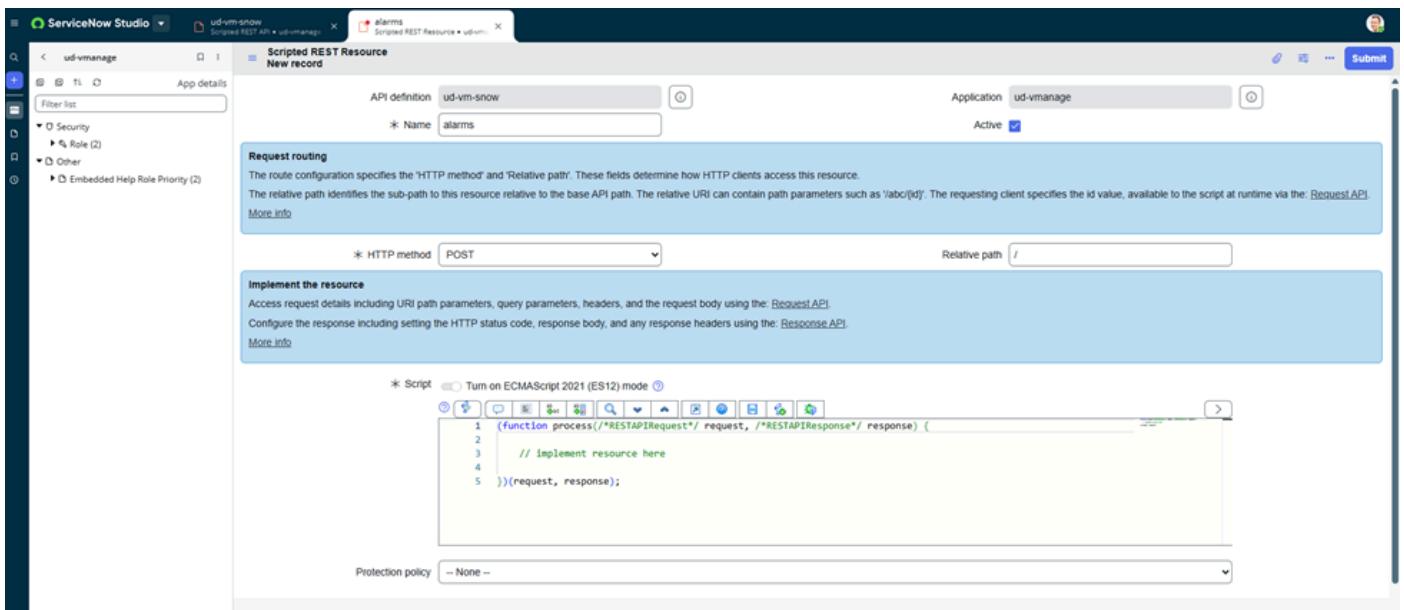 ServiceNow Studio
ud-vm-snow
Scripted REST API • ud-vmanage
alarms
Scripted REST Resource • ud-vm
ud-vmanage
App details
Filter list
Security
Role (2)
Other
Embedded Help Role Priority (2)
Scripted REST Resource
New record
Submit
API definition ud-vm-snow
Application ud-vmanage
Name alarms
Active
Request routing
The route configuration specifies the 'HTTP method' and 'Relative path'. These fields determine how HTTP clients access this resource.
The relative path identifies the sub-path to this resource relative to the base API path. The relative URI can contain path parameters such as '/abc/{id}'. The requesting client specifies the id value, available to the script at runtime via the: Request API.
More info
HTTP method POST
Relative path /
Implement the resource
Access request details including URI path parameters, query parameters, headers, and the request body using the: Request API.
Configure the response including setting the HTTP status code, response body, and any response headers using the: Response API.
More info
Script Turn on ECMAScript 2021 (ES12) mode
1 (function process(/*RESTAPIRequest*/ request, /*RESTAPIResponse*/ response) {
2
3 // implement resource here
4
5 })(request, response);
Protection policy -- None --